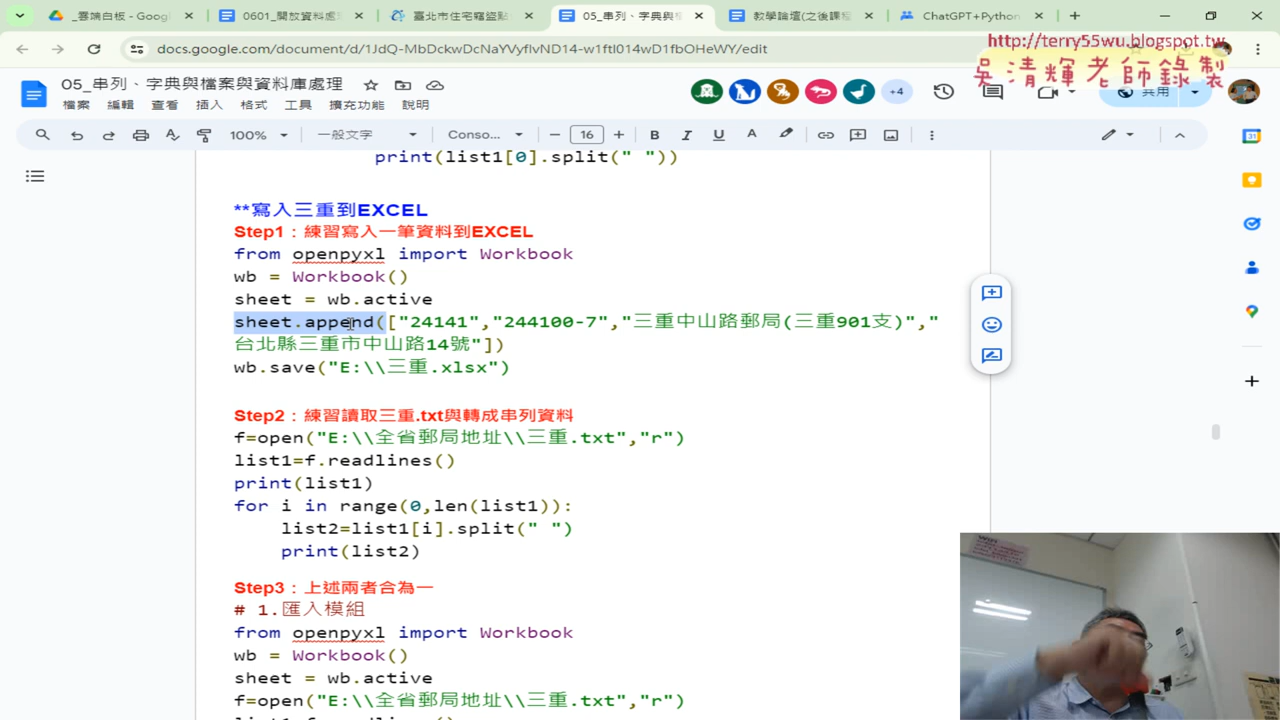 _雲端白板 - Goog
0601_開放資料處
臺北市住宅竊盜點
05_串列、字典與檔
教學論壇(之後課程
ChatGPT+Python
docs.google.com/document/d/1JdQ-MbDckwDcNaYVyfIvND14-w1ftI014wD1fbOHeWY/edit
http://terry55wu.blogspot.tw
吳清輝老師錄製
05_串列、字典與檔案與資料庫處理
+4
共用
檔案 編輯 查看 插入 格式 工具 擴充功能 說明
100% 一般文字 Conso... 16 B I U A
print(list1[0].split(" "))
**寫入三重到EXCEL
Step1：練習寫入一筆資料到EXCEL
from openpyxl import Workbook
wb = Workbook()
sheet = wb.active
sheet.append(["24141","244100-7","三重中山路郵局(三重901支)","
台北縣三重市中山路14號"])
wb.save("E:\\三重.xlsx")
Step2：練習讀取三重.txt與轉成串列資料
f=open("E:\\全省郵局地址\\三重.txt","r")
list1=f.readlines()
print(list1)
for i in range(0,len(list1)):
list2=list1[i].split(" ")
print(list2)
Step3：上述兩者合為一
# 1.匯入模組
from openpyxl import Workbook
wb = Workbook()
sheet = wb.active
f=open("E:\\全省郵局地址\\三重.txt","r")